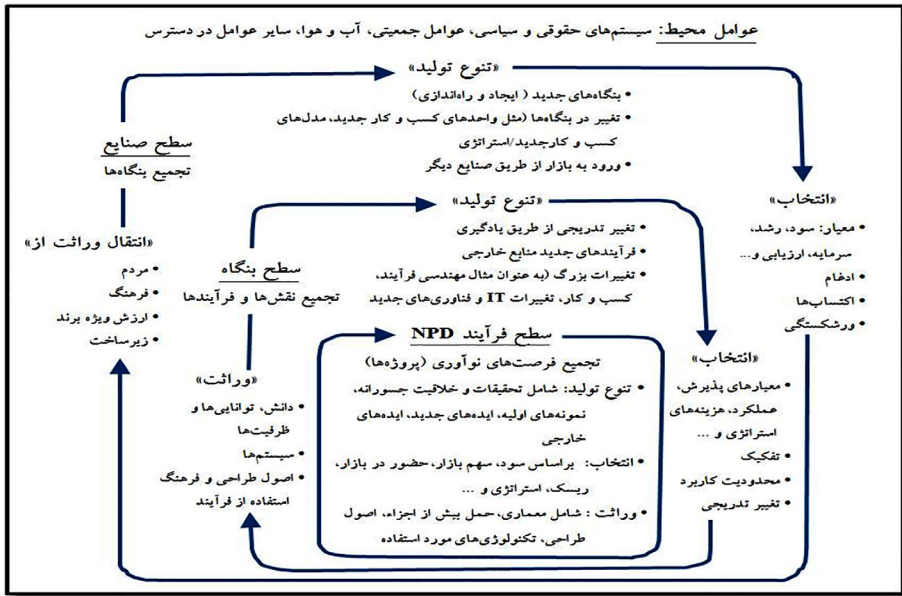 عوامل محیط: سیستم‌های حقوقی و سیاسی، عوامل جمعیتی، آب و هوا، سایر عوامل در دسترس
«تنوع تولید»
• بنگاه‌های جدید ( ایجاد و راه‌اندازی)
• تغییر در بنگاه‌ها (مثل واحدهای کسب و کار جدید، مدل‌های
کسب و کارجدید/استراتژی
• ورود به بازار از طریق صنایع دیگر
سطح صنایع
تجمیع بنگاه‌ها
«انتخاب»
• معیار: سود، رشد،
سرمایه، ارزیابی و...
• ادغام
• اکتساب‌ها
• ورشکستگی
«انتقال وراثت از»
• مردم
• فرهنگ
• ارزش ویژه برند
• زیرساخت
«تنوع تولید»
• تغییر تدریجی از طریق یادگیری
• فرآیندهای جدید منابع خارجی
• تغییرات بزرگ (به عنوان مثال مهندسی فرآیند،
کسب و کار، تغییرات IT و فناوری‌های جدید
سطح بنگاه
تجمیع نقش‌ها و فرآیندها
«انتخاب»
• معیارهای پذیرش،
عملکرد، هزینه‌های
استراتژی و ...
• تفکیک
• محدودیت کاربرد
• تغییر تدریجی
«وراثت»
• دانش، توانایی‌ها و
ظرفیت‌ها
• سیستم‌ها
• اصول طراحی و فرهنگ
استفاده از فرآیند
سطح فرآیند NPD
تجمیع فرصت‌های نوآوری (پروژه‌ها)
• تنوع تولید: شامل تحقیقات و خلاقیت جسورانه،
نمونه‌های اولیه، ایده‌های جدید، ایده‌های
خارجی
• انتخاب: براساس سود، سهم بازار، حضور در بازار،
ریسک، استراتژی و ...
• وراثت : شامل معماری، حمل بیش از اجزاء، اصول
طراحی، تکنولوژی‌های مورد استفاده